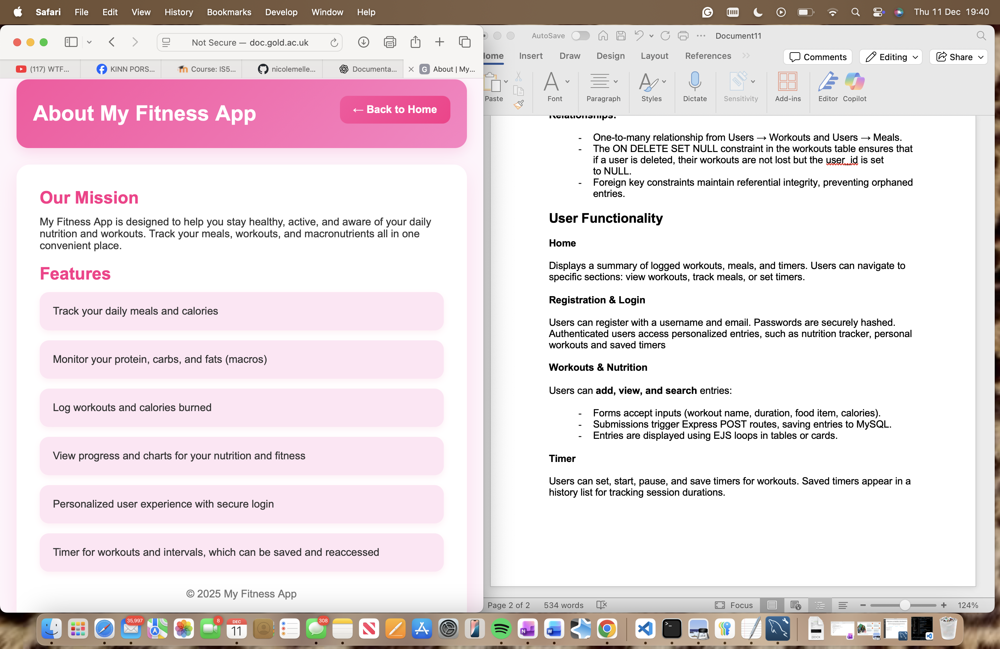 Safari File Edit View History Bookmarks Develop Window Help
Thu 11 Dec 19:40
Not Secure — doc.gold.ac.uk
(117) WTF...
KINN PORS...
Course: IS5...
nicolemelle...
Documenta...
G About | My...
About My Fitness App
← Back to Home
Our Mission
My Fitness App is designed to help you stay healthy, active, and aware of your daily
nutrition and workouts. Track your meals, workouts, and macronutrients all in one
convenient place.
Features
Track your daily meals and calories
Monitor your protein, carbs, and fats (macros)
Log workouts and calories burned
View progress and charts for your nutrition and fitness
Personalized user experience with secure login
Timer for workouts and intervals, which can be saved and reaccessed
© 2025 My Fitness App
AutoSave
Document11
Home Insert Draw Design Layout References
Comments
Editing
Share
Paste
Font
Paragraph
Styles
Dictate
Sensitivity
Add-ins
Editor
Copilot
Relationships:
- One-to-many relationship from Users → Workouts and Users → Meals.
- The ON DELETE SET NULL constraint in the workouts table ensures that
if a user is deleted, their workouts are not lost but the user_id is set
to NULL.
- Foreign key constraints maintain referential integrity, preventing orphaned
entries.
User Functionality
Home
Displays a summary of logged workouts, meals, and timers. Users can navigate to
specific sections: view workouts, track meals, or set timers.
Registration & Login
Users can register with a username and email. Passwords are securely hashed.
Authenticated users access personalized entries, such as nutrition tracker, personal
workouts and saved timers
Workouts & Nutrition
Users can add, view, and search entries:
- Forms accept inputs (workout name, duration, food item, calories).
- Submissions trigger Express POST routes, saving entries to MySQL.
- Entries are displayed using EJS loops in tables or cards.
Timer
Users can set, start, pause, and save timers for workouts. Saved timers appear in a
history list for tracking session durations.
Page 2 of 2
534 words
Focus
124%
35,997
8
DEC
11
308
DOCX